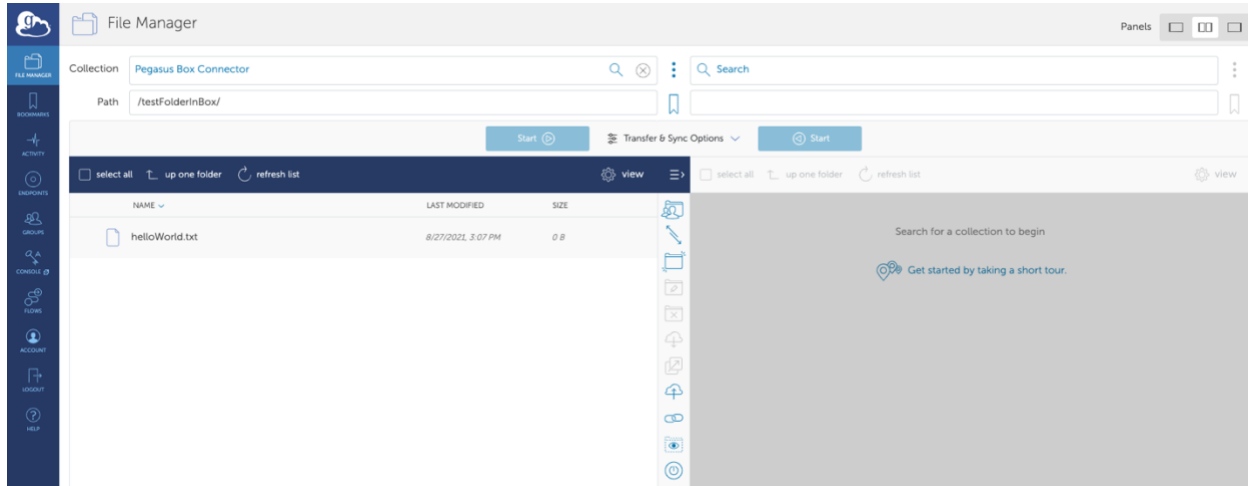 File Manager
Panels
FILE MANAGER
BOOKMARKS
ACTIVITY
ENDPOINTS
GROUPS
CONSOLE
FLOWS
ACCOUNT
LOGOUT
HELP
Collection Pegasus Box Connector
Path /testFolderInBox/
Search
Start Transfer & Sync Options Start
select all up one folder refresh list view
NAME LAST MODIFIED SIZE
helloWorld.txt 8/27/2021, 3:07 PM 0 B
select all up one folder refresh list view
Search for a collection to begin
Get started by taking a short tour.